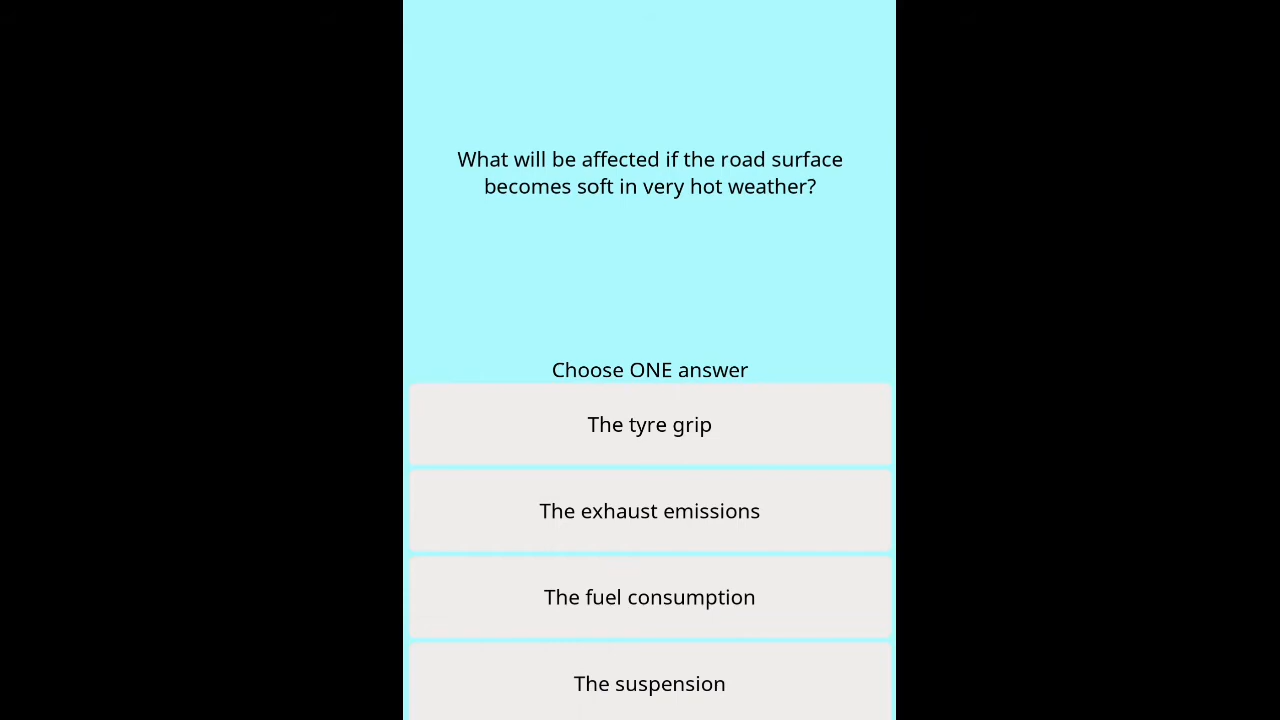 What will be affected if the road surface
becomes soft in very hot weather?
Choose ONE answer
The tyre grip
The exhaust emissions
The fuel consumption
The suspension